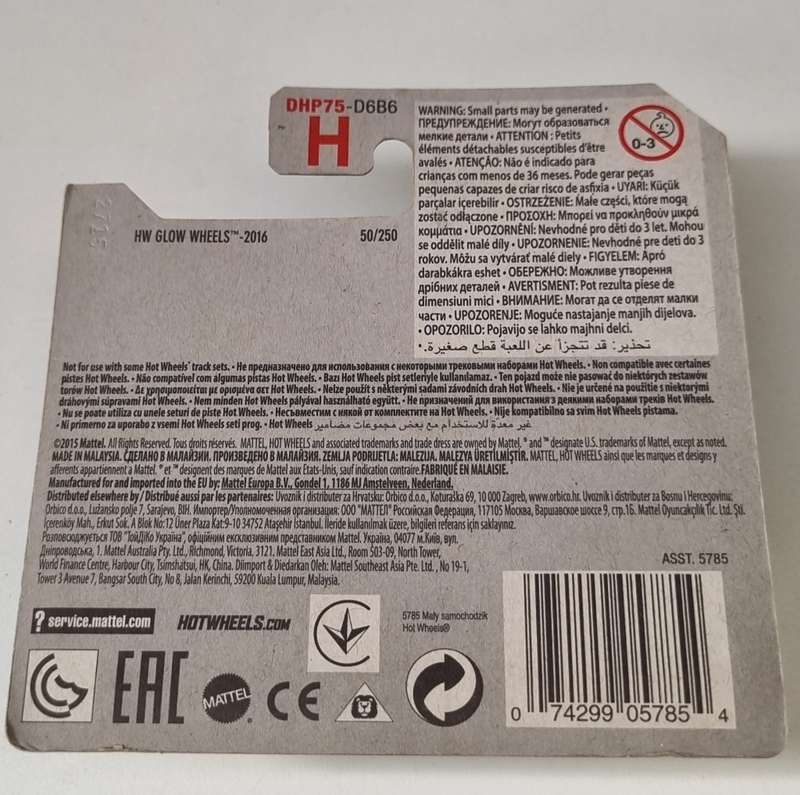 DHP75-D6B6
H
HW GLOW WHEELS™-2016 50/250
WARNING: Small parts may be generated •
ПРЕДУПРЕЖДЕНИЕ: Могут образоваться
мелкие детали • ATTENTION : Petits
éléments détachables susceptibles d'être
avalés • ATENÇÃO: Não é indicado para
crianças com menos de 36 meses. Pode gerar peças
pequenas capazes de criar risco de asfixia • UYARI: Küçük
parçalar içerebilir • OSTRZEŻENIE: Małe części, które mogą
zostać odłączone • ΠΡΟΣΟΧΗ: Μπορεί να προκληθούν μικρά
κομμάτια • UPOZORNĚNÍ: Nevhodné pro děti do 3 let. Mohou
se oddělit malé díly • UPOZORNENIE: Nevhodné pre deti do 3
rokov. Môžu sa vytvárať malé diely • FIGYELEM: Apró
darabkákra eshet • ОБЕРЕЖНО: Можливе утворення
дрібних деталей • AVERTISMENT: Pot rezulta piese de
dimensiuni mici • ВНИМАНИЕ: Могат да се отделят малки
части • UPOZORENJE: Moguće nastajanje manjih dijelova.
• OPOZORILO: Pojavijo se lahko majhni delci.
تحذير: قد تتجزأ عن اللعبة قطع صغيرة.•
0-3
Not for use with some Hot Wheels® track sets. • Не предназначено для использования с некоторыми трековыми наборами Hot Wheels. • Non compatible avec certaines
pistes Hot Wheels. • Não compatível com algumas pistas Hot Wheels. • Bazı Hot Wheels pist setleriyle kullanılamaz. • Ten pojazd może nie pasować do niektórych zestawów
torów Hot Wheels. • Δε χρησιμοποιείται με ορισμένα σετ Hot Wheels. • Nelze použít s některými sadami závodních drah Hot Wheels. • Nie je určené na použitie s niektorými
dráhovými súpravami Hot Wheels. • Nem minden Hot Wheels pályával használható együtt. • Не призначений для використання з деякими наборами треків Hot Wheels.
• Nu se poate utiliza cu unele seturi de piste Hot Wheels. • Несъвместим с някои от комплектите на Hot Wheels. • Nije kompatibilno sa svim Hot Wheels pistama.
• Ni primerno za uporabo z vsemi Hot Wheels seti prog. • Hot Wheels غير معدة للاستخدام مع بعض مجموعات مضامير
©2015 Mattel. All Rights Reserved. Tous droits réservés. MATTEL, HOT WHEELS and associated trademarks and trade dress are owned by Mattel. ® and ™ designate U.S. trademarks of Mattel, except as noted.
MADE IN MALAYSIA. СДЕЛАНО В МАЛАЙЗИИ. ПРОИЗВЕДЕНО В МАЛАЙЗИЯ. ZEMLJA PODRIJETLA: MALEZIJA. MALEZYA ÜRETİLMİŞTİR. MATTEL, HOT WHEELS ainsi que les marques et designs y
afférents appartiennent à Mattel. ® et ™ designent des marques de Mattel aux États-Unis, sauf indication contraire. FABRIQUÉ EN MALAISIE.
Manufactured for and imported into the EU by: Mattel Europa B.V., Gondel 1, 1186 MJ Amstelveen, Nederland.
Distributed elsewhere by / Distribué aussi par les partenaires: Uvoznik i distributer za Hrvatsku: Orbico d.o.o., Koturaška 69, 10 000 Zagreb, www.orbico.hr. Uvoznik i distributer za Bosnu i Hercegovinu:
Orbico d.o.o., Lužansko polje 7, Sarajevo, BIH. Импортер/Уполномоченная организация: ООО "МАТТЕЛ" Российская Федерация, 117105 Москва, Варшавское шоссе 9, стр.1Б. Mattel Oyuncakçılık Tic. Ltd. Şti.
İçerenköy Mah., Erkut Sok. A Blok No:12 Üner Plaza Kat:9-10 34752 Ataşehir İstanbul. İleride kullanılmak üzere, bilgileri referans için saklayınız.
Розповсюджується ТОВ "ІойДіКо Україна", офіційним ексклюзивним представником Mattel. Україна, 04077 м.Київ, вул.
Дніпроводська, 1. Mattel Australia Pty. Ltd., Richmond, Victoria. 3121. Mattel East Asia Ltd., Room 503-09, North Tower,
World Finance Centre, Harbour City, Tsimshatsui, HK, China. Diimport & Diedarkan Oleh: Mattel Southeast Asia Pte. Ltd. , No 19-1,
Tower 3 Avenue 7, Bangsar South City, No 8, Jalan Kerinchi, 59200 Kuala Lumpur, Malaysia.
ASST. 5785
? service.mattel.com
HOTWHEELS.COM
5785 Mały samochodzik
Hot Wheels®
EAC
MATTEL
CE
0 74299 05785 4